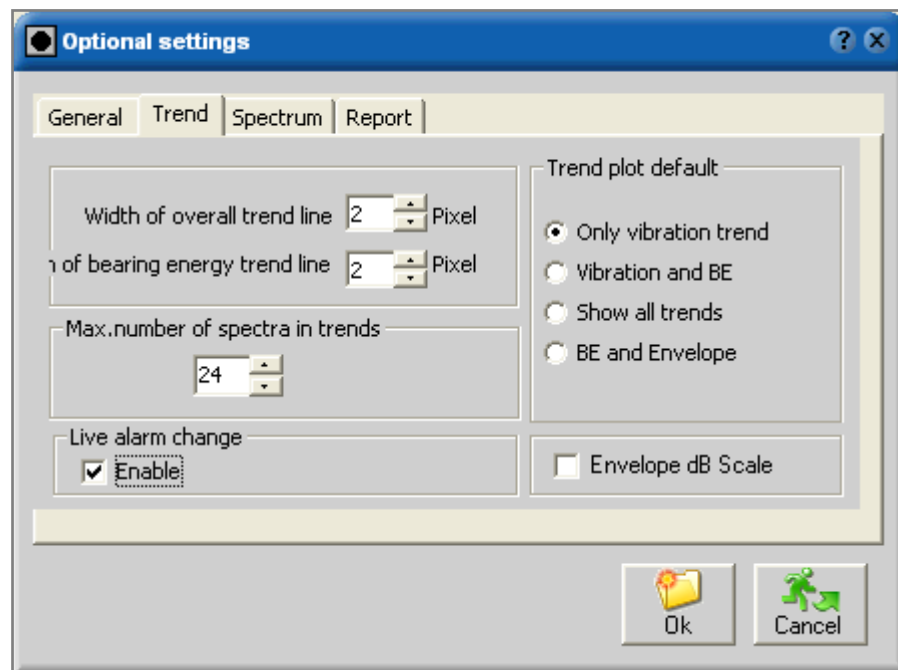 Optional settings
General Trend Spectrum Report
Width of overall trend line 2 Pixel
of bearing energy trend line 2 Pixel
Max.number of spectra in trends
24
Live alarm change
Enable
Trend plot default
Only vibration trend
Vibration and BE
Show all trends
BE and Envelope
Envelope dB Scale
Ok Cancel